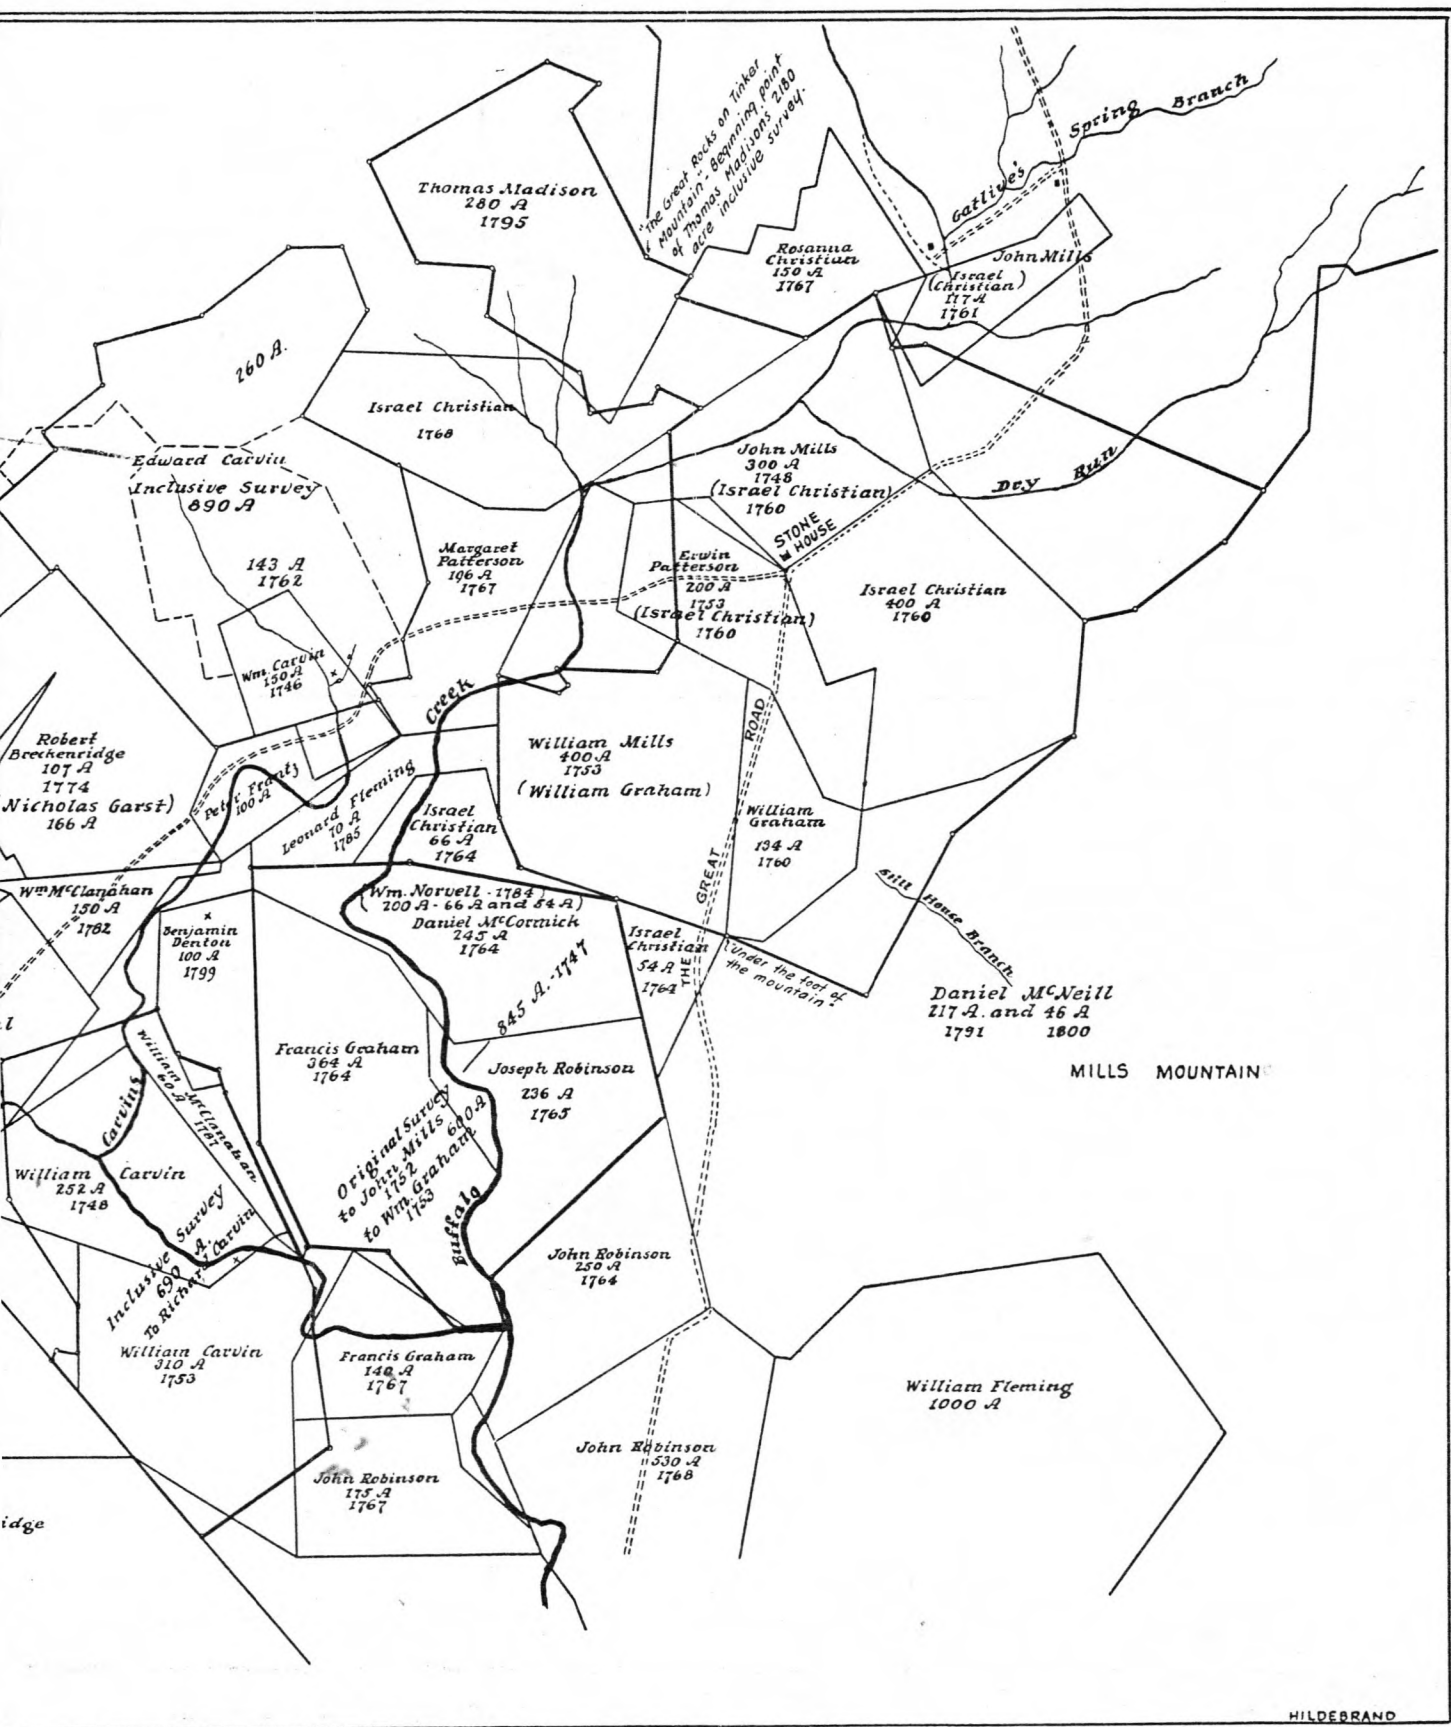 "The Great Rocks on Tinker
Mountain"- Beginning point
of Thomas Madison's 2180
acre inclusive survey.
Gatlive's Spring Branch
Thomas Madison
280 A
1795
Rosanna
Christian
150 A
1767
John Mills
(Israel
Christian)
117 A
1761
260 A.
Israel Christian
1768
Edward Carvin
Inclusive Survey
890 A
143 A
1762
John Mills
300 A
1748
(Israel Christian)
1760
Dry Run
STONE
HOUSE
Margaret
Patterson
196 A
1767
Erwin
Patterson
200 A
1753
(Israel Christian)
1760
Israel Christian
400 A
1760
Wm. Carvin
150 A
1746
Creek
Robert
Breckenridge
107 A
1774
Nicholas Garst)
166 A
Peter Frantz
100 A
Leonard Fleming
70 A
1785
William Mills
400 A
1753
(William Graham)
Israel
Christian
66 A
1764
William
Graham
134 A
1760
THE GREAT ROAD
Still House Branch
Wm McClanahan
150 A
1782
Benjamin
Denton
100 A
1799
(Wm. Norvell - 1784)
(200 A - 66 A and 54 A)
Daniel McCormick
245 A
1764
845 A. - 1747
Israel
Christian
54 A
1764
"Under the foot of
the mountain"
Daniel McNeill
217 A. and 46 A
1791 1800
MILLS MOUNTAIN
l
William McClanahan
60 A
1787
Francis Graham
364 A
1764
Joseph Robinson
236 A
1765
Original Survey
to John Mills
1752 600 A
to Wm. Graham
1753
Carvins
William Carvin
252 A
1748
Inclusive Survey
690 A.
To Richard Carvin
Buffalo
John Robinson
250 A
1764
William Carvin
310 A
1753
Francis Graham
140 A
1767
William Fleming
1000 A
John Robinson
530 A
1768
John Robinson
175 A
1767
idge
HILDEBRAND